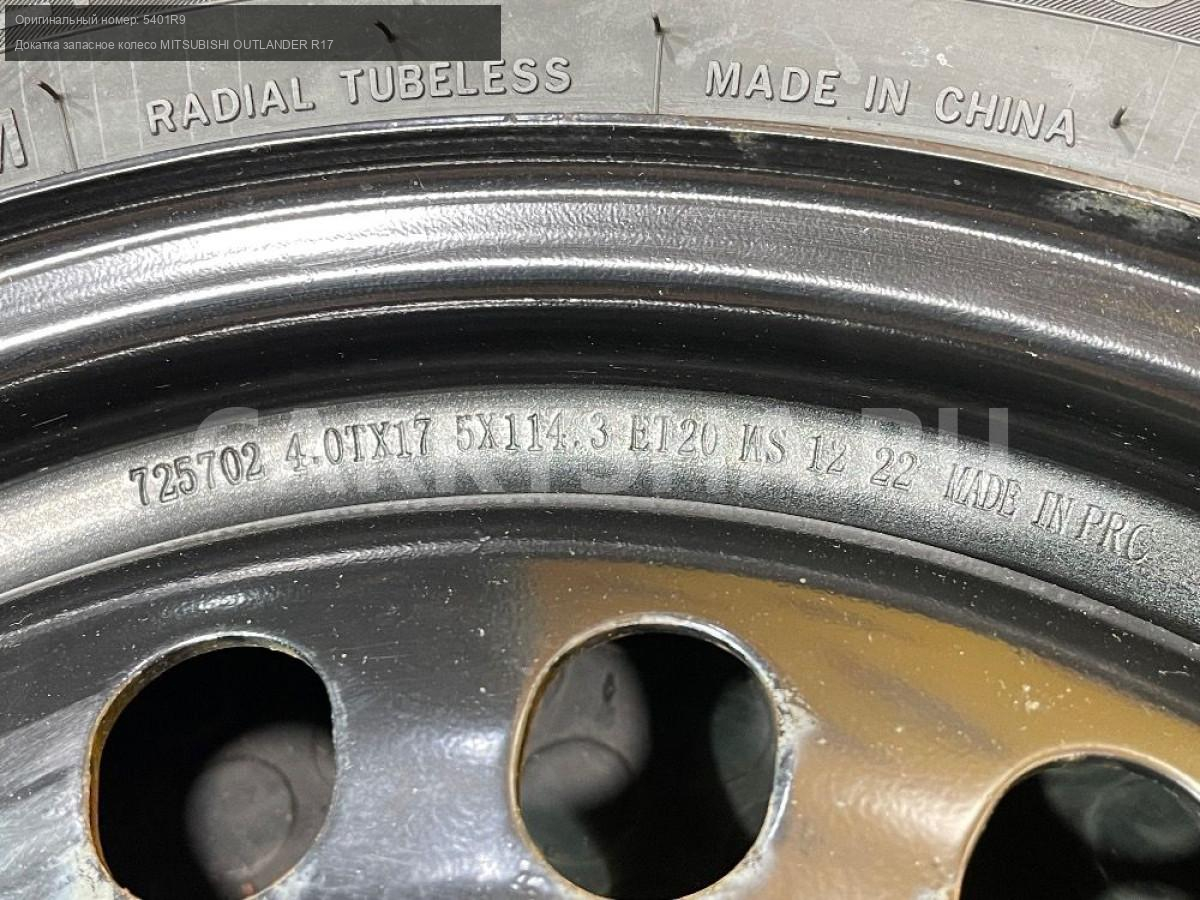 Оригинальный номер: 5401R9
Докатка запасное колесо MITSUBISHI OUTLANDER R17
RADIAL TUBELESS MADE IN CHINA
725702 4.0TX17 5X114.3 ET20 MS 12 22 MADE IN PRC